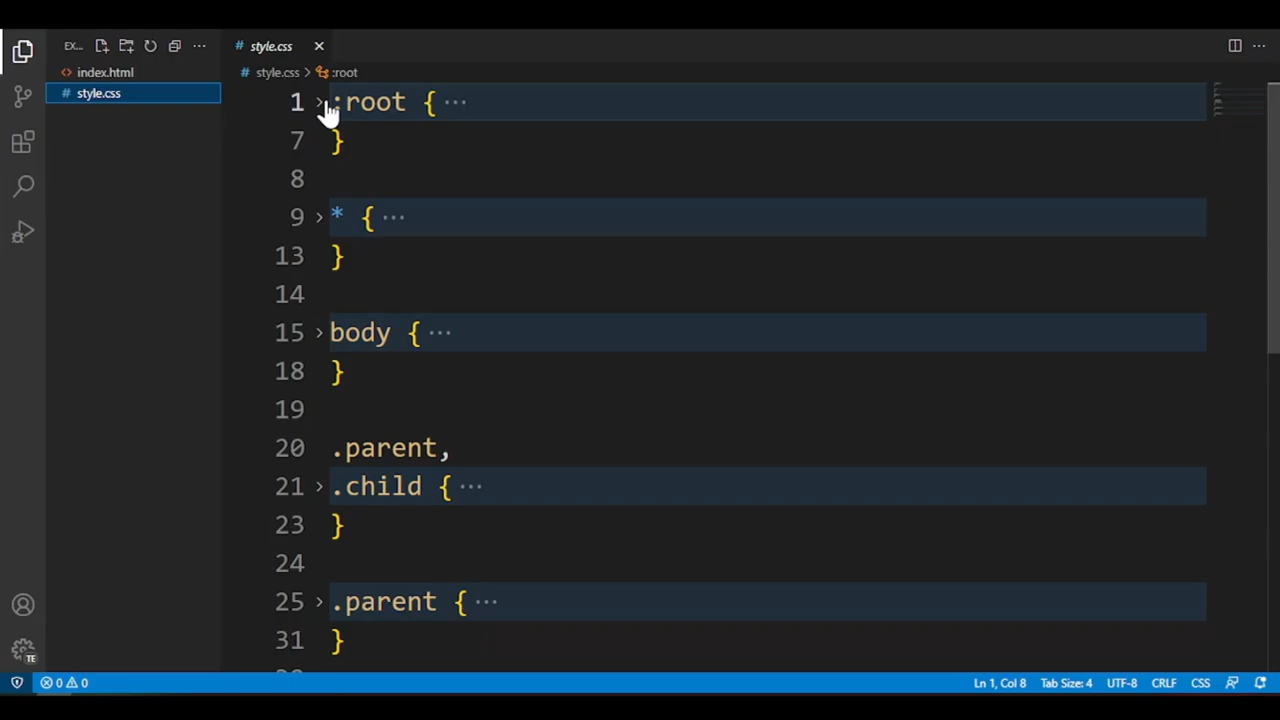 EX... ...
index.html
style.css
# style.css ×
# style.css > :root
1 :root { ...
7 }
8
9 * { ...
13 }
14
15 body { ...
18 }
19
20 .parent,
21 .child { ...
23 }
24
25 .parent { ...
31 }
TE
0 0
Ln 1, Col 8 Tab Size: 4 UTF-8 CRLF CSS